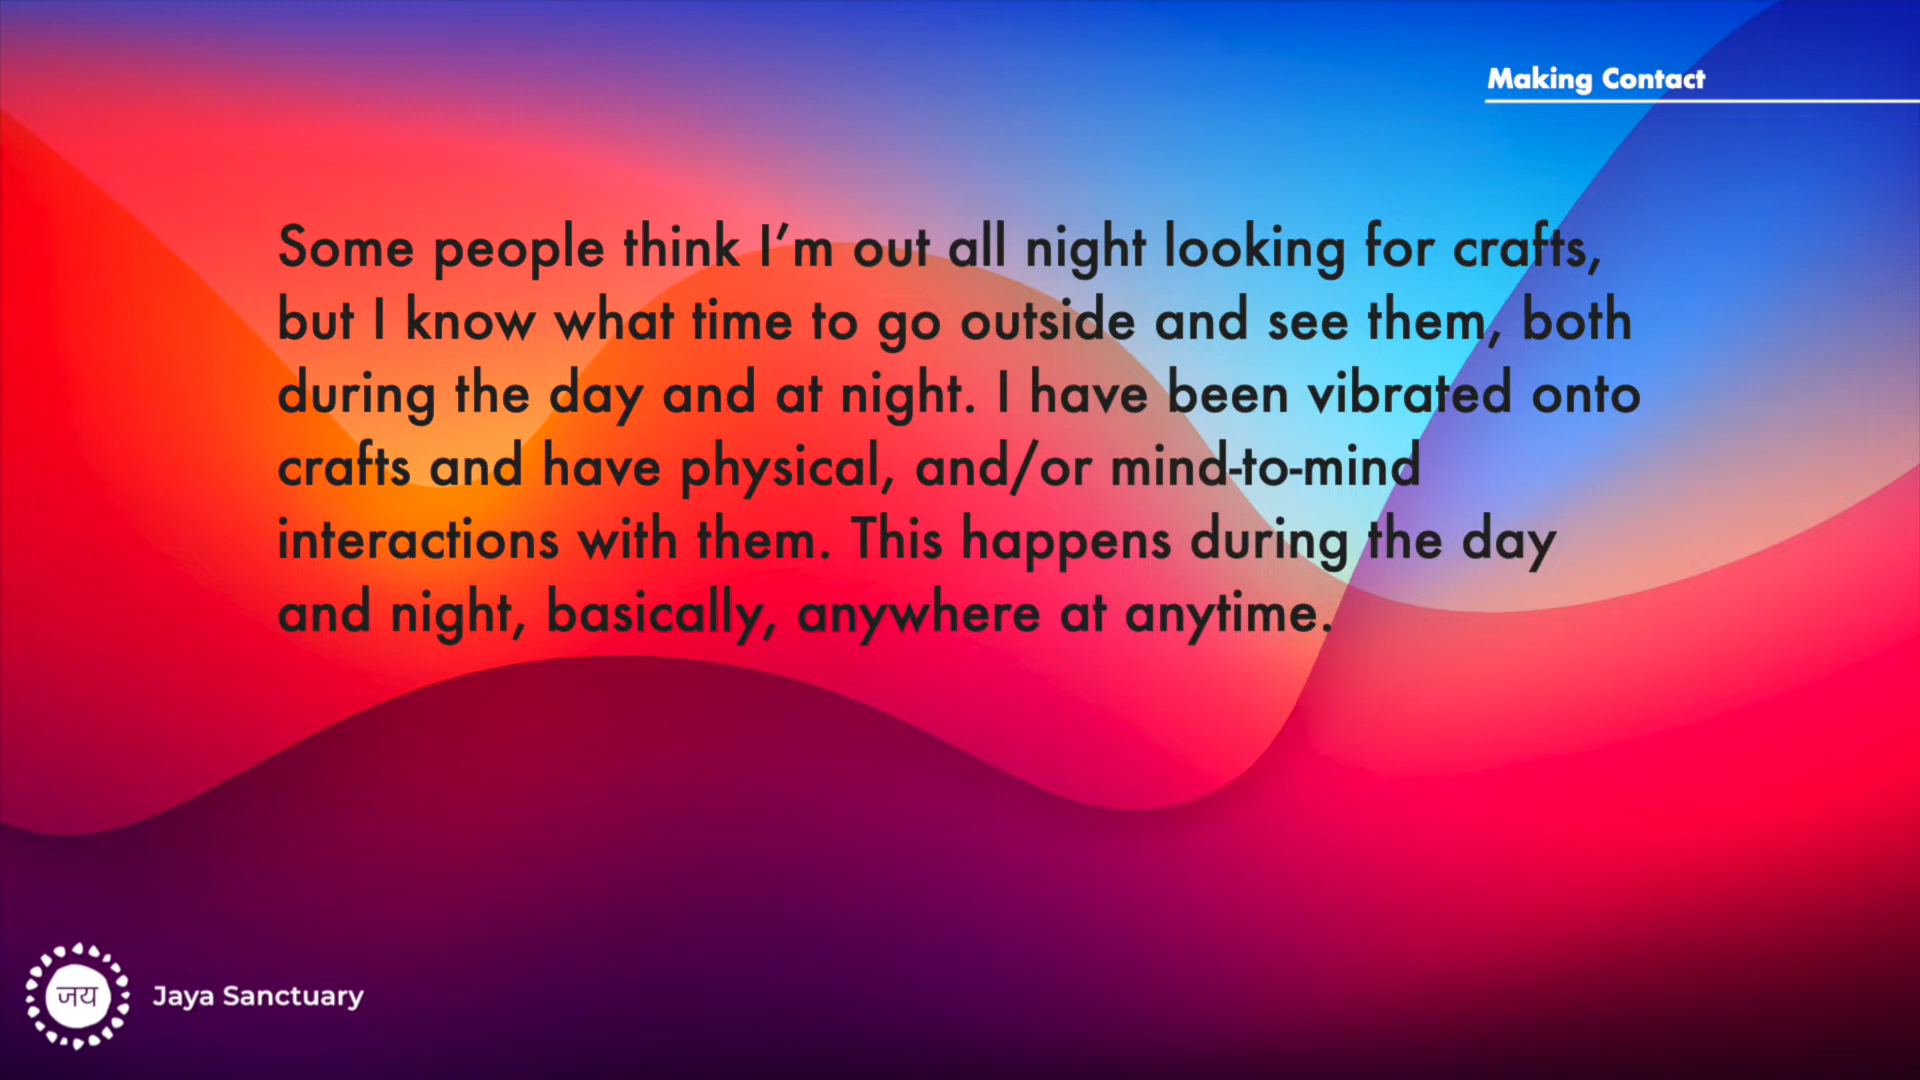 Making Contact
Some people think I’m out all night looking for crafts,
but I know what time to go outside and see them, both
during the day and at night. I have been vibrated onto
crafts and have physical, and/or mind-to-mind
interactions with them. This happens during the day
and night, basically, anywhere at anytime.
जय
Jaya Sanctuary